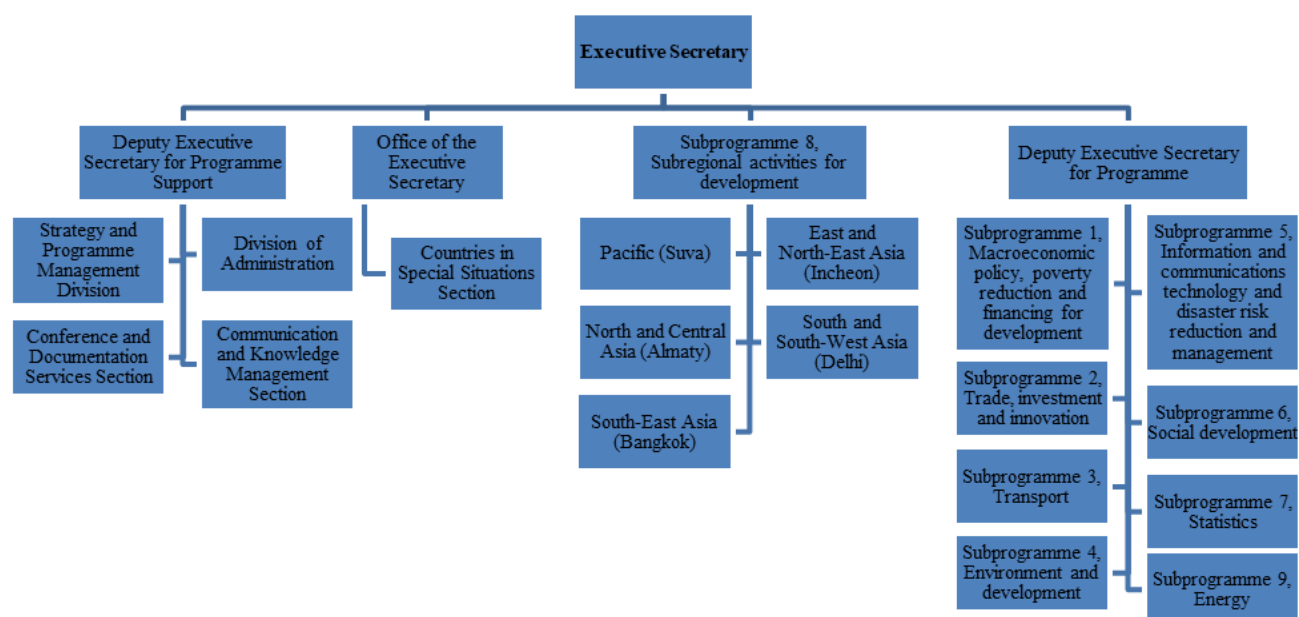 Executive Secretary
Deputy Executive
Secretary for Programme
Support
Office of the
Executive
Secretary
Subprogramme 8,
Subregional activities for
development
Deputy Executive Secretary
for Programme
Strategy and
Programme
Management
Division
Division of
Administration
Conference and
Documentation
Services Section
Communication
and Knowledge
Management
Section
Countries in
Special Situations
Section
Pacific (Suva)
East and
North-East Asia
(Incheon)
North and Central
Asia (Almaty)
South and
South-West Asia
(Delhi)
South-East Asia
(Bangkok)
Subprogramme 1,
Macroeconomic
policy, poverty
reduction and
financing for
development
Subprogramme 5,
Information and
communications
technology and
disaster risk
reduction and
management
Subprogramme 2,
Trade, investment
and innovation
Subprogramme 6,
Social development
Subprogramme 3,
Transport
Subprogramme 7,
Statistics
Subprogramme 4,
Environment and
development
Subprogramme 9,
Energy